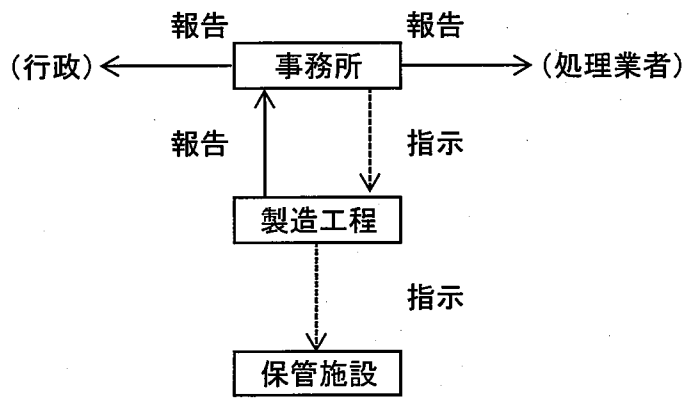 報告 報告
(行政) 事務所 (処理業者)
報告 指示
製造工程
指示
保管施設